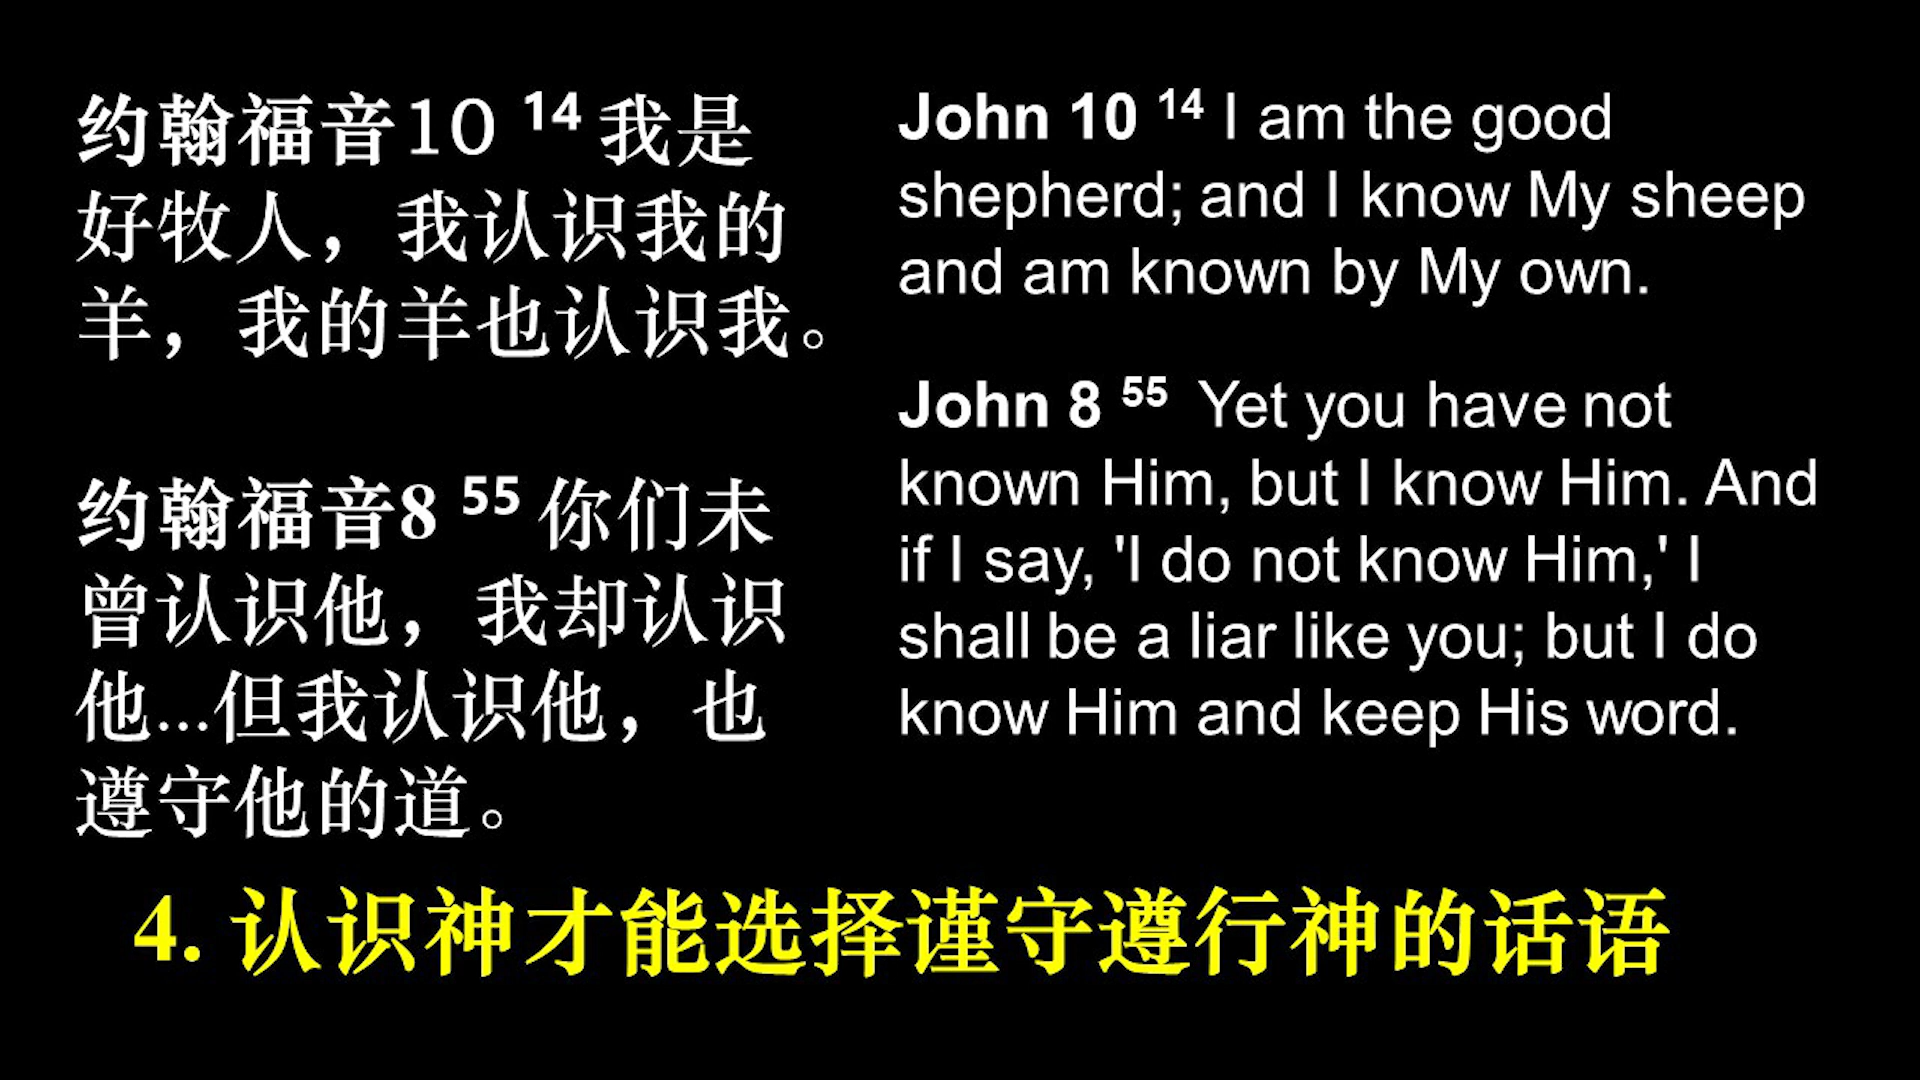 约翰福音10 14 我是
好牧人，我认识我的
羊，我的羊也认识我。
约翰福音8 55 你们未
曾认识他，我却认识
他...但我认识他，也
遵守他的道。
John 10 14 I am the good
shepherd; and I know My sheep
and am known by My own.
John 8 55 Yet you have not
known Him, but I know Him. And
if I say, 'I do not know Him,' I
shall be a liar like you; but I do
know Him and keep His word.
4. 认识神才能选择谨守遵行神的话语